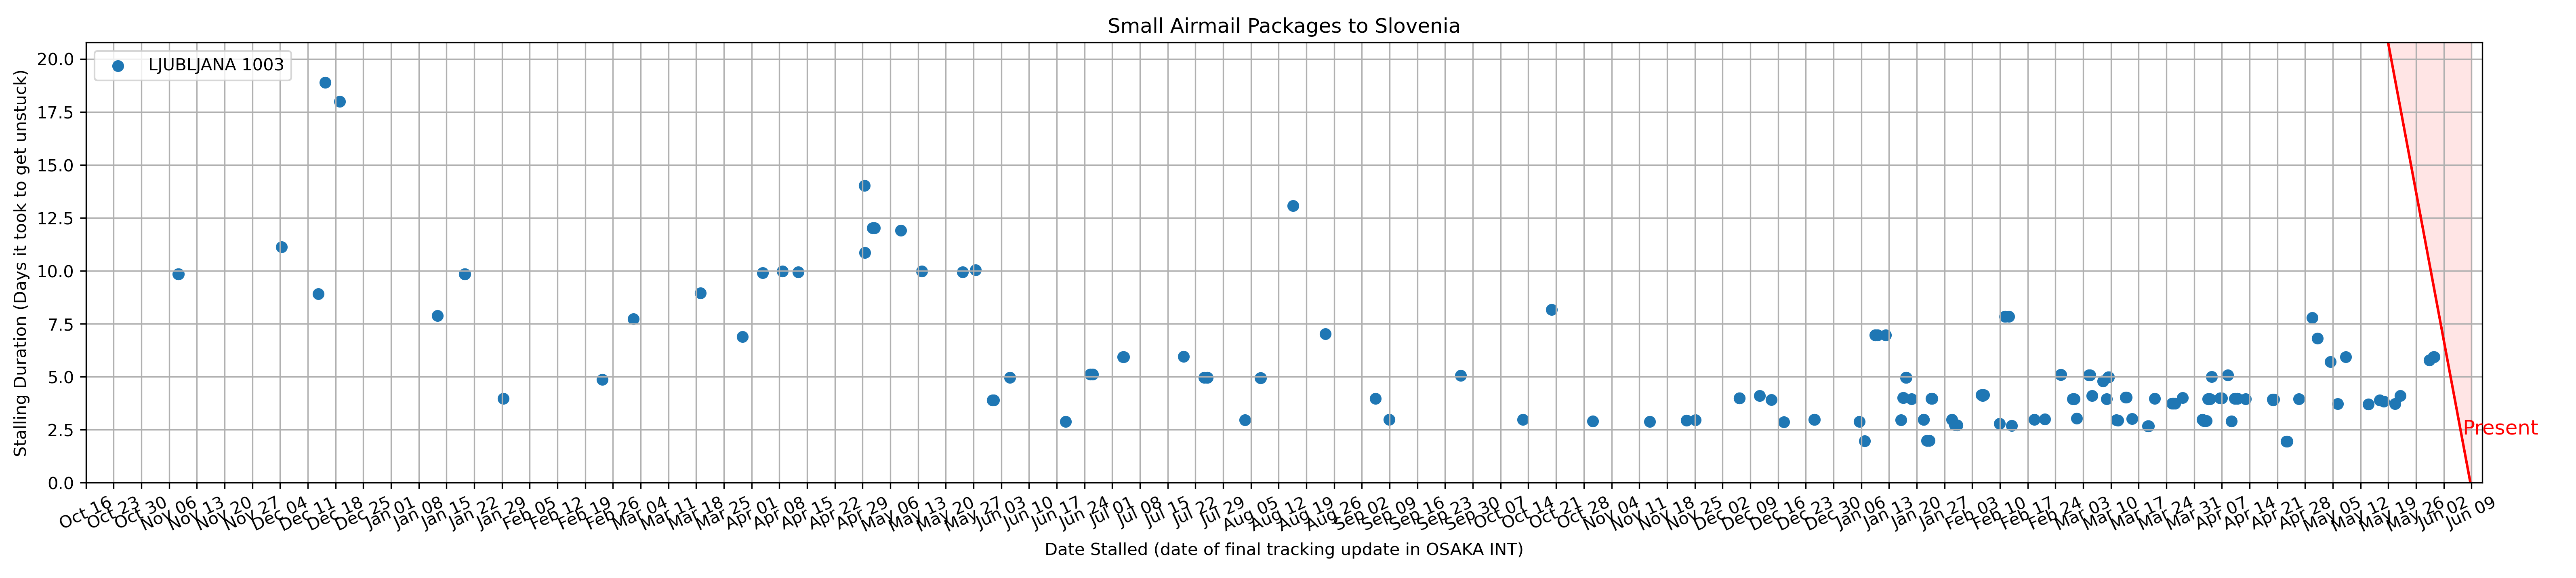 Small Airmail Packages to Slovenia
LJUBLJANA 1003
Stalling Duration (Days it took to get unstuck)
20.0
17.5
15.0
12.5
10.0
7.5
5.0
2.5
0.0
Present
Oct 16 Oct 23 Oct 30 Nov 06 Nov 13 Nov 20 Nov 27 Dec 04 Dec 11 Dec 18 Dec 25 Jan 01 Jan 08 Jan 15 Jan 22 Jan 29 Feb 05 Feb 12 Feb 19 Feb 26 Mar 04 Mar 11 Mar 18 Mar 25 Apr 01 Apr 08 Apr 15 Apr 22 Apr 29 May 06 May 13 May 20 May 27 Jun 03 Jun 10 Jun 17 Jun 24 Jul 01 Jul 08 Jul 15 Jul 22 Jul 29 Aug 05 Aug 12 Aug 19 Aug 26 Sep 02 Sep 09 Sep 16 Sep 23 Sep 30 Oct 07 Oct 14 Oct 21 Oct 28 Nov 04 Nov 11 Nov 18 Nov 25 Dec 02 Dec 09 Dec 16 Dec 23 Dec 30 Jan 06 Jan 13 Jan 20 Jan 27 Feb 03 Feb 10 Feb 17 Feb 24 Mar 03 Mar 10 Mar 17 Mar 24 Mar 31 Apr 07 Apr 14 Apr 21 Apr 28 May 05 May 12 May 19 May 26 Jun 02 Jun 09
Date Stalled (date of final tracking update in OSAKA INT)